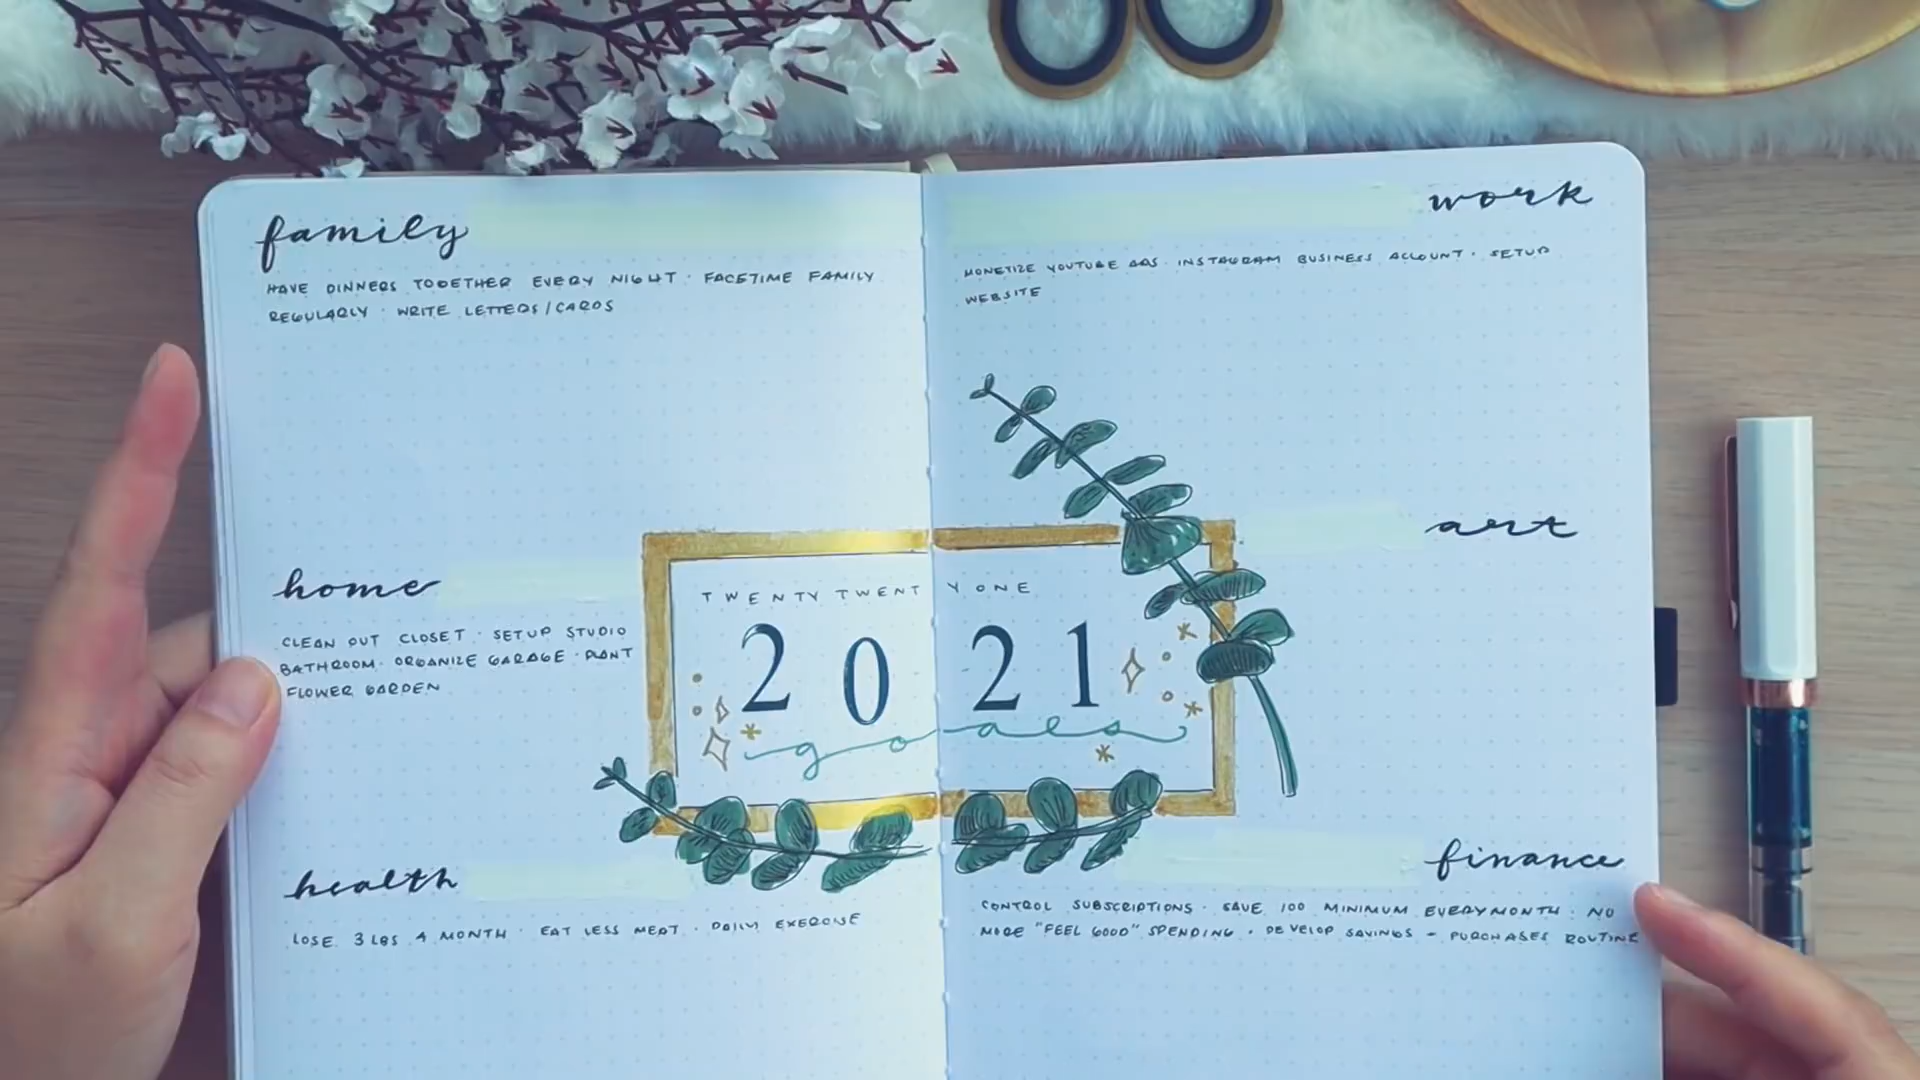 family
HAVE DINNERS TOGETHER EVERY NIGHT · FACETIME FAMILY
REGULARLY · WRITE LETTERS/CARDS
home
CLEAN OUT CLOSET · SETUP STUDIO
BATHROOM · ORGANIZE GARAGE · PLANT
FLOWER GARDEN
health
LOSE 3 LBS A MONTH · EAT LESS MEAT · DAILY EXERCISE
TWENTY TWENTY ONE
2021
goals
work
MONETIZE YOUTUBE ADS · INSTAGRAM BUSINESS ACCOUNT · SETUP
WEBSITE
art
finance
CONTROL SUBSCRIPTIONS · SAVE 100 MINIMUM EVERY MONTH · NO
MORE "FEEL GOOD" SPENDING · DEVELOP SAVINGS - PURCHASES ROUTINE